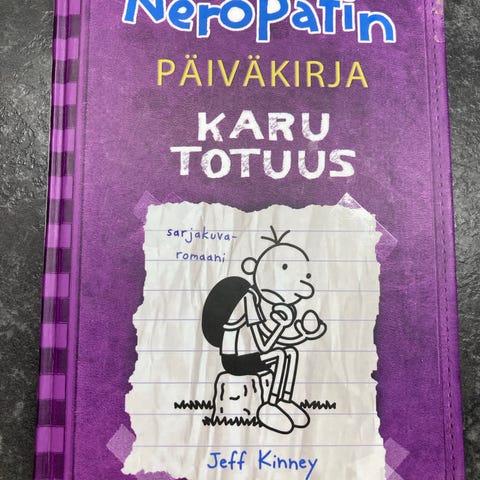 Neropatin
PÄIVÄKIRJA
KARU
TOTUUS
sarjakuva-
romaani
Jeff Kinney